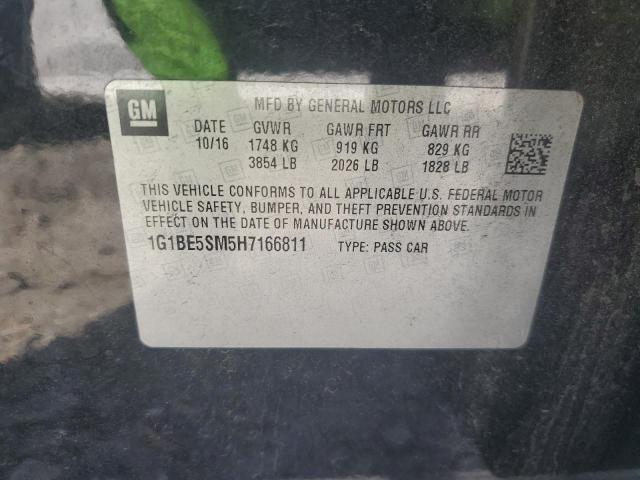 GM
MFD BY GENERAL MOTORS LLC
DATE GVWR GAWR FRT GAWR RR
10/16 1748 KG 919 KG 829 KG
3854 LB 2026 LB 1828 LB
THIS VEHICLE CONFORMS TO ALL APPLICABLE U.S. FEDERAL MOTOR
VEHICLE SAFETY, BUMPER, AND THEFT PREVENTION STANDARDS IN
EFFECT ON THE DATE OF MANUFACTURE SHOWN ABOVE.
1G1BE5SM5H7166811 TYPE: PASS CAR